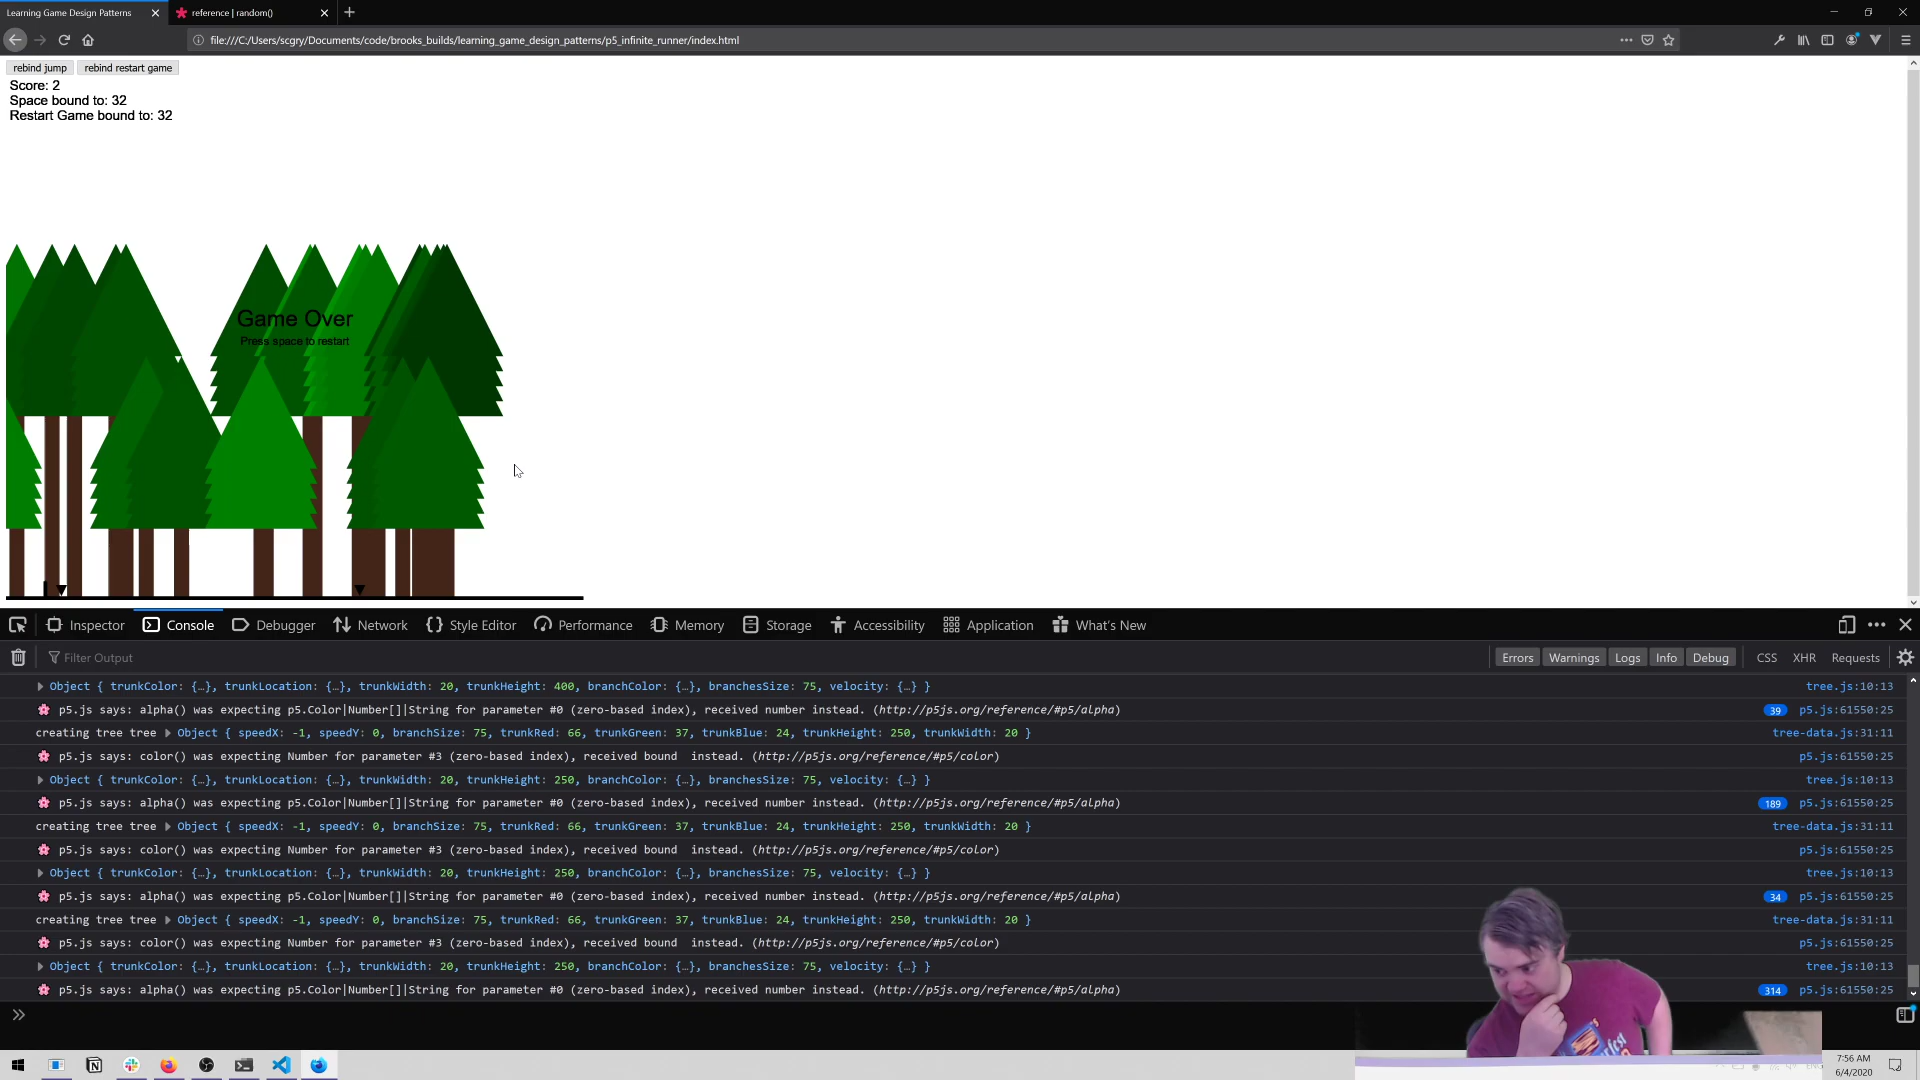 Learning Game Design Patterns
reference | random()
file:///C:/Users/scgry/Documents/code/brooks_builds/learning_game_design_patterns/p5_infinite_runner/index.html
rebind jump rebind restart game
Score: 2
Space bound to: 32
Restart Game bound to: 32
Game Over
Press space to restart
Inspector Console Debugger Network Style Editor Performance Memory Storage Accessibility Application What's New
Filter Output Errors Warnings Logs Info Debug CSS XHR Requests
Object { trunkColor: {…}, trunkLocation: {…}, trunkWidth: 20, trunkHeight: 400, branchColor: {…}, branchesSize: 75, velocity: {…} } tree.js:10:13
p5.js says: alpha() was expecting p5.Color|Number[]|String for parameter #0 (zero-based index), received number instead. (http://p5js.org/reference/#p5/alpha) 39 p5.js:61550:25
creating tree tree Object { speedX: -1, speedY: 0, branchSize: 75, trunkRed: 66, trunkGreen: 37, trunkBlue: 24, trunkHeight: 250, trunkWidth: 20 } tree-data.js:31:11
p5.js says: color() was expecting Number for parameter #3 (zero-based index), received bound  instead. (http://p5js.org/reference/#p5/color) p5.js:61550:25
Object { trunkColor: {…}, trunkLocation: {…}, trunkWidth: 20, trunkHeight: 250, branchColor: {…}, branchesSize: 75, velocity: {…} } tree.js:10:13
p5.js says: alpha() was expecting p5.Color|Number[]|String for parameter #0 (zero-based index), received number instead. (http://p5js.org/reference/#p5/alpha) 189 p5.js:61550:25
creating tree tree Object { speedX: -1, speedY: 0, branchSize: 75, trunkRed: 66, trunkGreen: 37, trunkBlue: 24, trunkHeight: 250, trunkWidth: 20 } tree-data.js:31:11
p5.js says: color() was expecting Number for parameter #3 (zero-based index), received bound  instead. (http://p5js.org/reference/#p5/color) p5.js:61550:25
Object { trunkColor: {…}, trunkLocation: {…}, trunkWidth: 20, trunkHeight: 250, branchColor: {…}, branchesSize: 75, velocity: {…} } tree.js:10:13
p5.js says: alpha() was expecting p5.Color|Number[]|String for parameter #0 (zero-based index), received number instead. (http://p5js.org/reference/#p5/alpha) 34 p5.js:61550:25
creating tree tree Object { speedX: -1, speedY: 0, branchSize: 75, trunkRed: 66, trunkGreen: 37, trunkBlue: 24, trunkHeight: 250, trunkWidth: 20 } tree-data.js:31:11
p5.js says: color() was expecting Number for parameter #3 (zero-based index), received bound  instead. (http://p5js.org/reference/#p5/color) p5.js:61550:25
Object { trunkColor: {…}, trunkLocation: {…}, trunkWidth: 20, trunkHeight: 250, branchColor: {…}, branchesSize: 75, velocity: {…} } tree.js:10:13
p5.js says: alpha() was expecting p5.Color|Number[]|String for parameter #0 (zero-based index), received number instead. (http://p5js.org/reference/#p5/alpha) 314 p5.js:61550:25
7:56 AM
6/4/2020